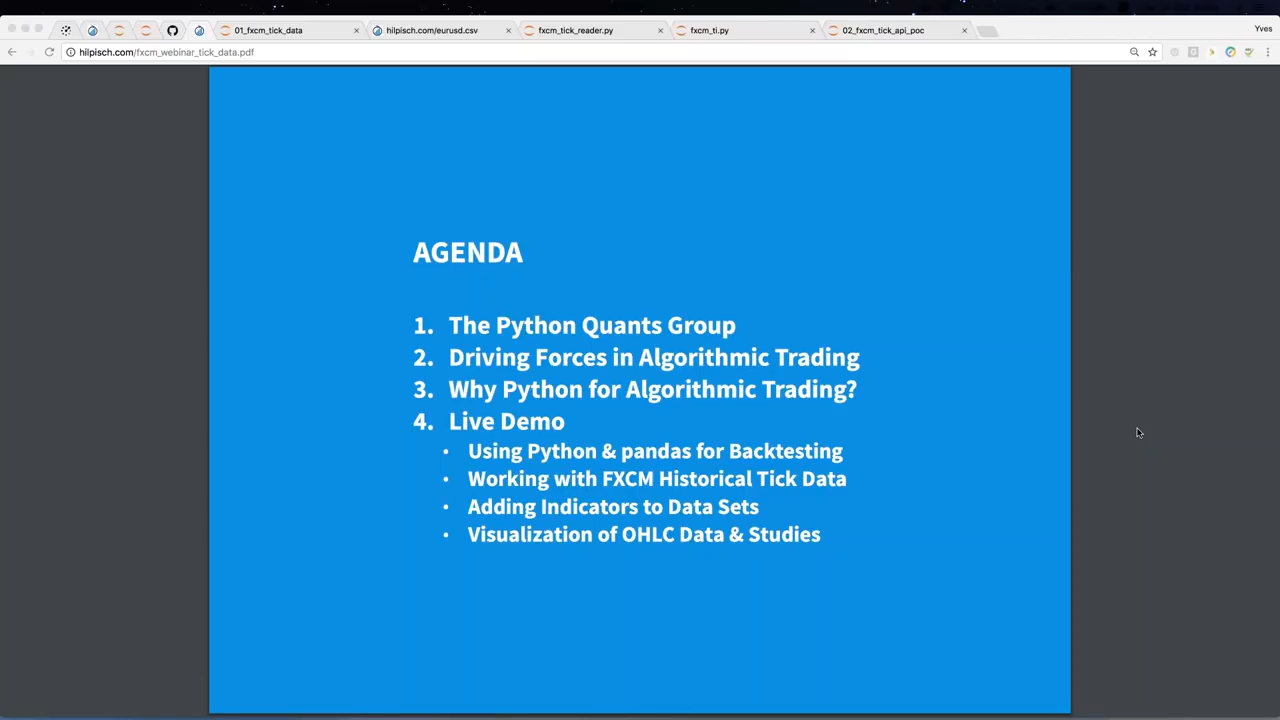 01_fxcm_tick_data
hilpisch.com/eurusd.csv
fxcm_tick_reader.py
fxcm_ti.py
02_fxcm_tick_api_poc
Yves
hilpisch.com/fxcm_webinar_tick_data.pdf
AGENDA
1. The Python Quants Group
2. Driving Forces in Algorithmic Trading
3. Why Python for Algorithmic Trading?
4. Live Demo
• Using Python & pandas for Backtesting
• Working with FXCM Historical Tick Data
• Adding Indicators to Data Sets
• Visualization of OHLC Data & Studies